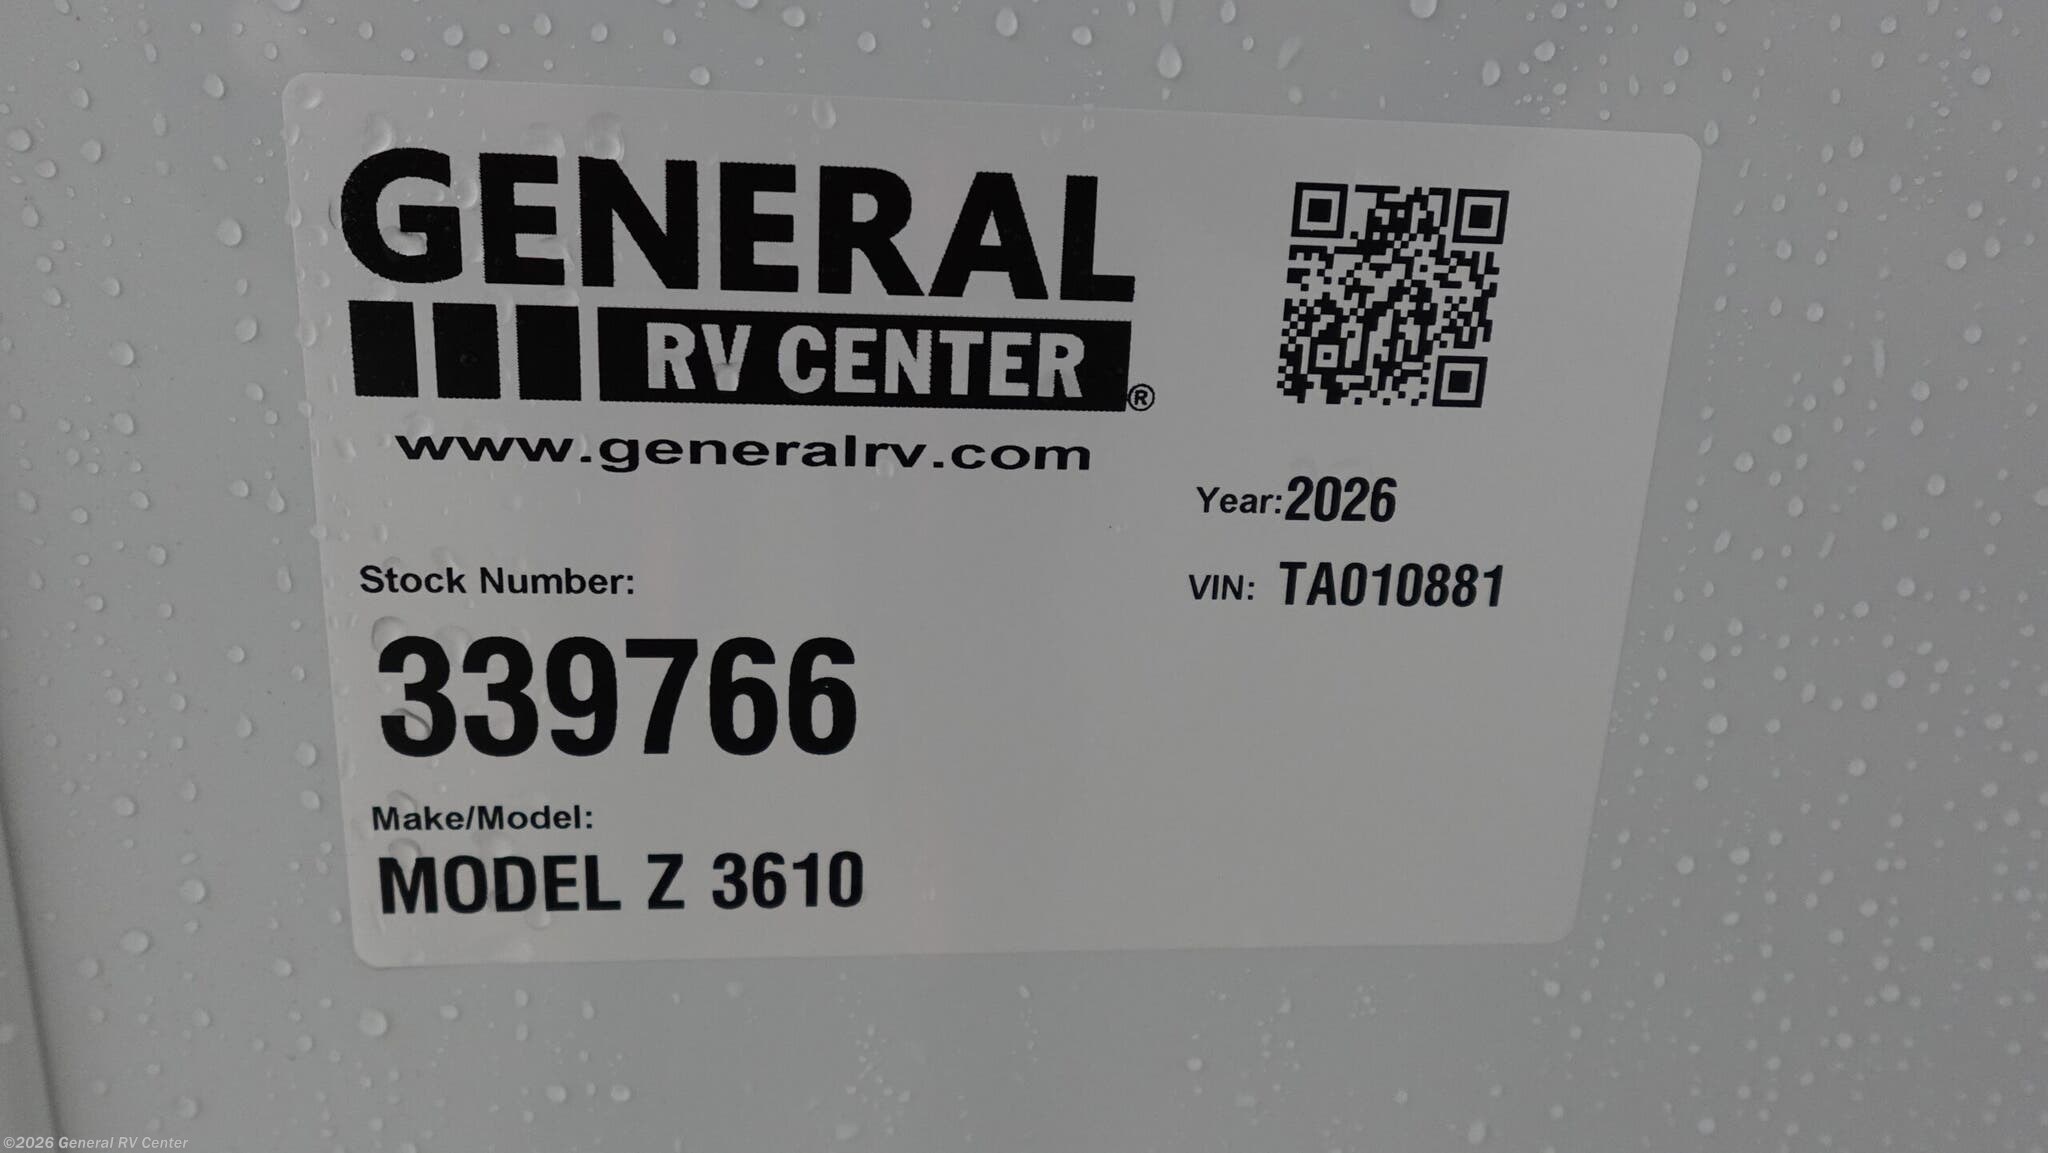 GENERAL
RV CENTER®
www.generalrv.com
Year: 2026
VIN: TA010881
Stock Number:
339766
Make/Model:
MODEL Z 3610
©2026 General RV Center